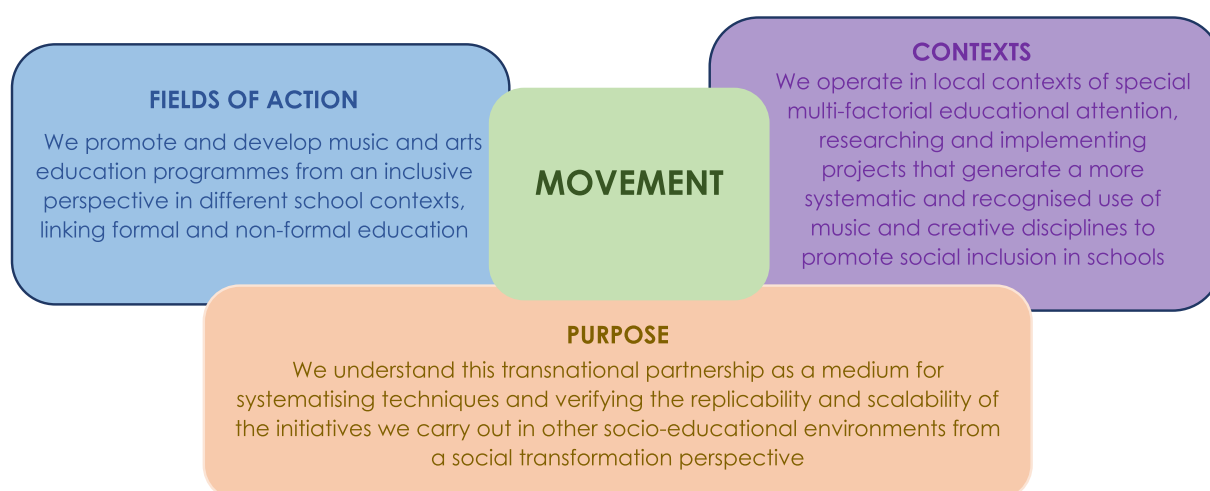 FIELDS OF ACTION
We promote and develop music and arts
education programmes from an inclusive
perspective in different school contexts,
linking formal and non-formal education
MOVEMENT
CONTEXTS
We operate in local contexts of special
multi-factorial educational attention,
researching and implementing
projects that generate a more
systematic and recognised use of
music and creative disciplines to
promote social inclusion in schools
PURPOSE
We understand this transnational partnership as a medium for
systematising techniques and verifying the replicability and scalability of
the initiatives we carry out in other socio-educational environments from
a social transformation perspective